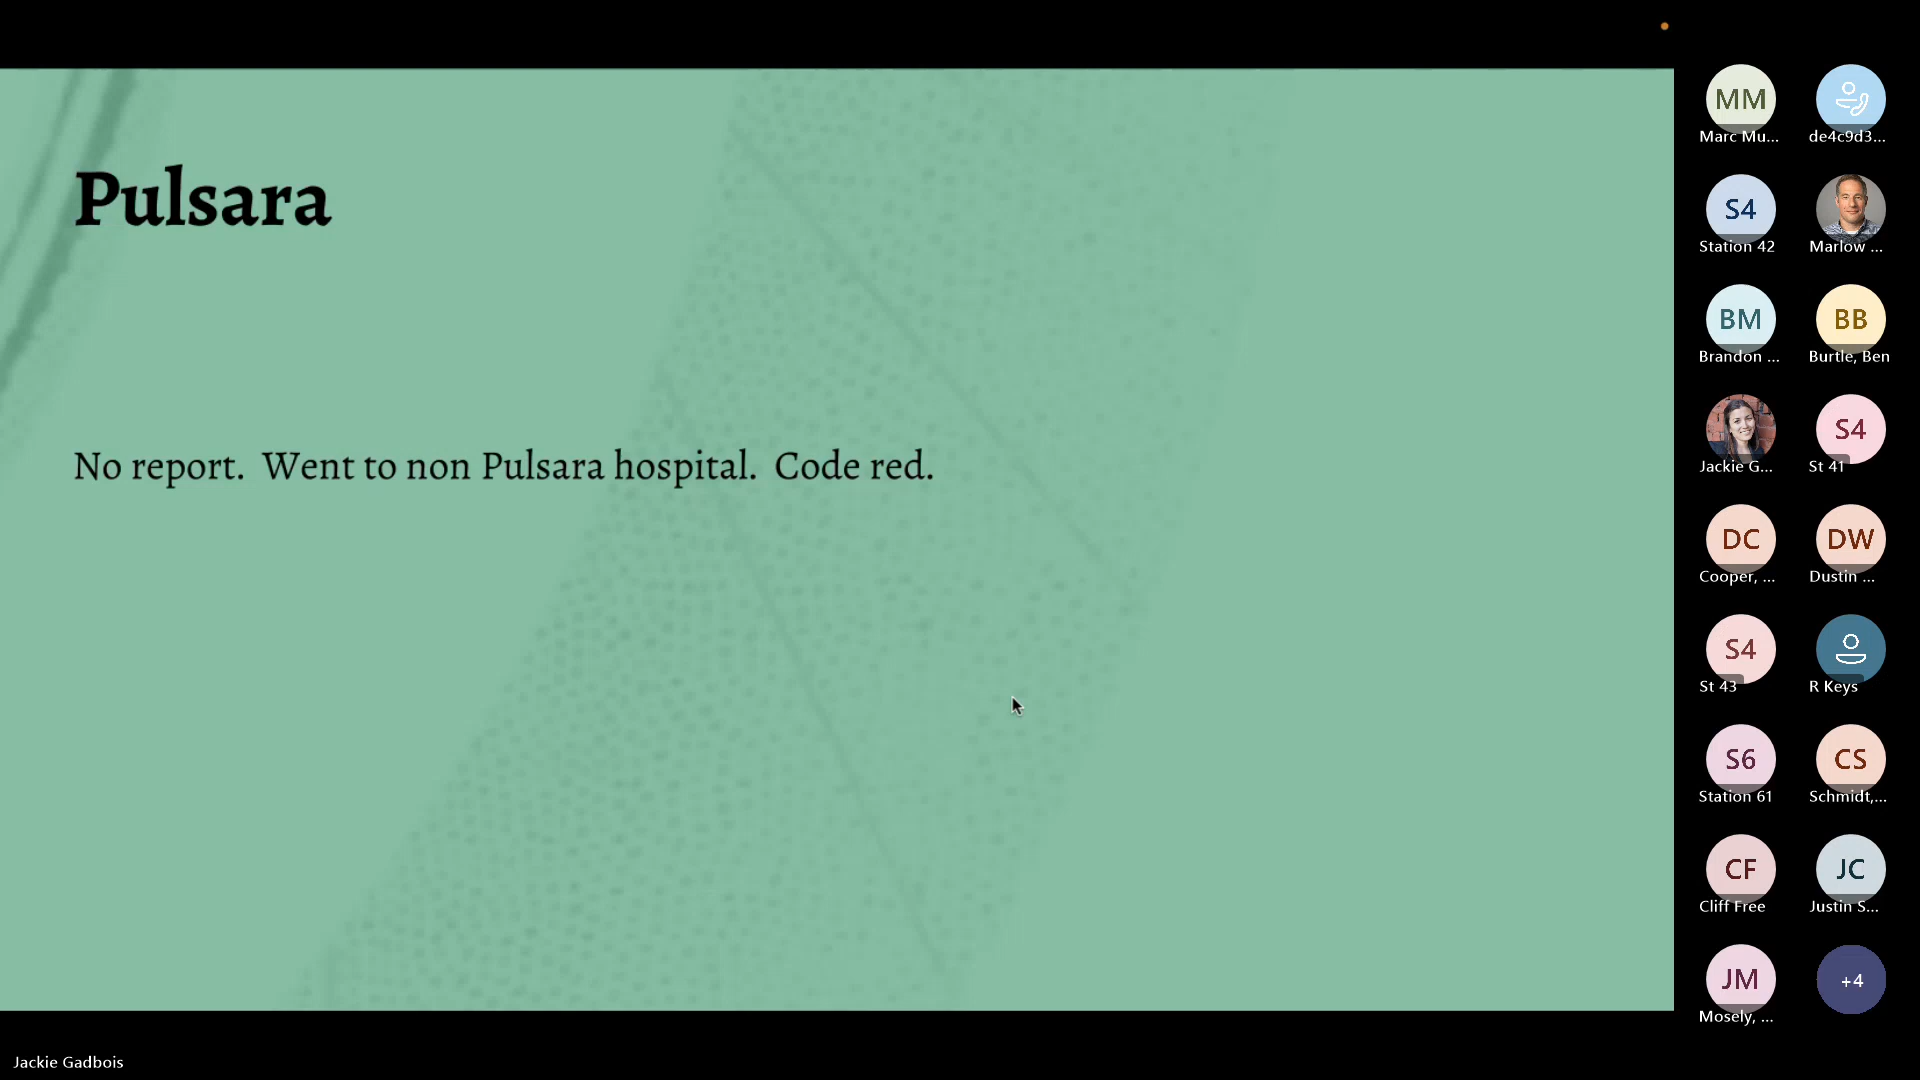 Pulsara
No report.  Went to non Pulsara hospital.  Code red.
MM
Marc Mu...
de4c9d3...
S4
Station 42
Marlow ...
BM
Brandon ...
BB
Burtle, Ben
Jackie G...
S4
St 41
DC
Cooper, ...
DW
Dustin ...
S4
St 43
R Keys
S6
Station 61
CS
Schmidt,...
CF
Cliff Free
JC
Justin S...
JM
Mosely, ...
+4
Jackie Gadbois